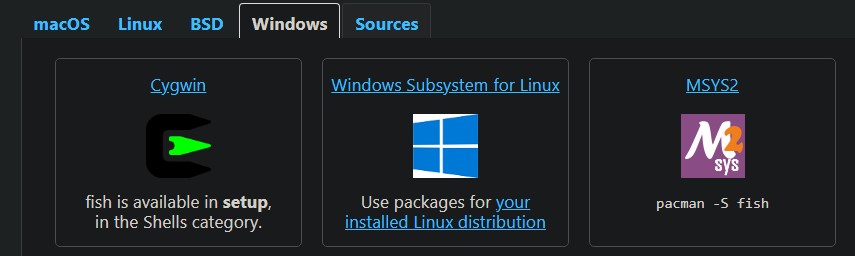 macOS Linux BSD Windows Sources
Cygwin
fish is available in setup,
in the Shells category.
Windows Subsystem for Linux
Use packages for your
installed Linux distribution
MSYS2
M2
sys
pacman -S fish